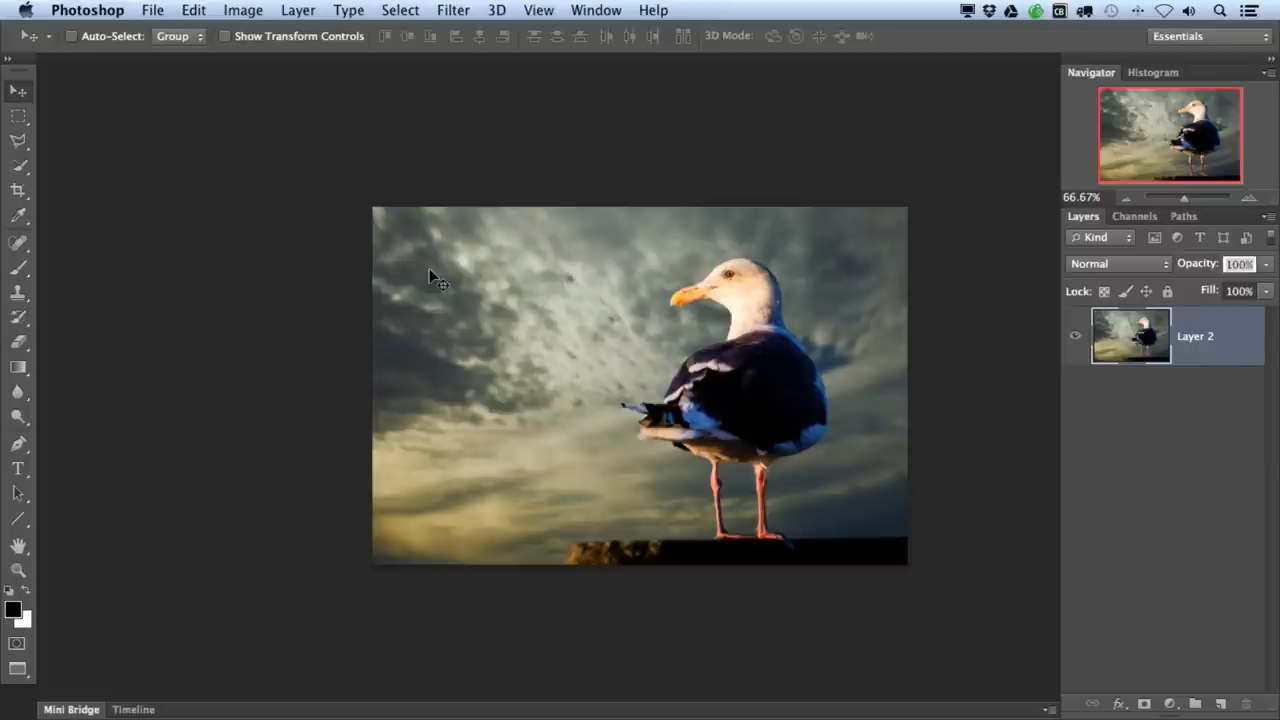 Photoshop File Edit Image Layer Type Select Filter 3D View Window Help
Auto-Select: Group Show Transform Controls 3D Mode: Essentials
Navigator Histogram
66.67%
Layers Channels Paths
Kind T
Normal Opacity: 100%
Lock: Fill: 100%
Layer 2
T
fx
Mini Bridge Timeline